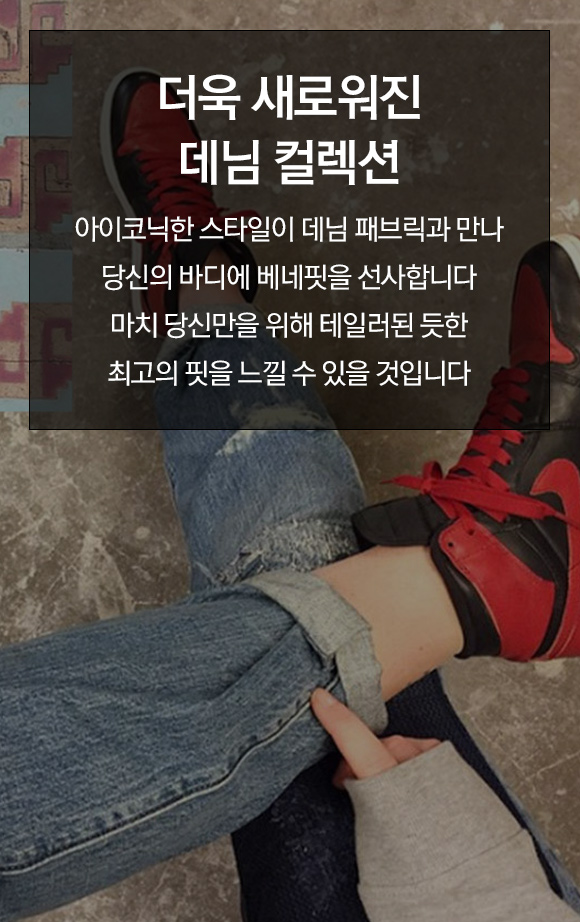 더욱 새로워진
데님 컬렉션
아이코닉한 스타일이 데님 패브릭과 만나
당신의 바디에 베네핏을 선사합니다
마치 당신만을 위해 테일러된 듯한
최고의 핏을 느낄 수 있을 것입니다